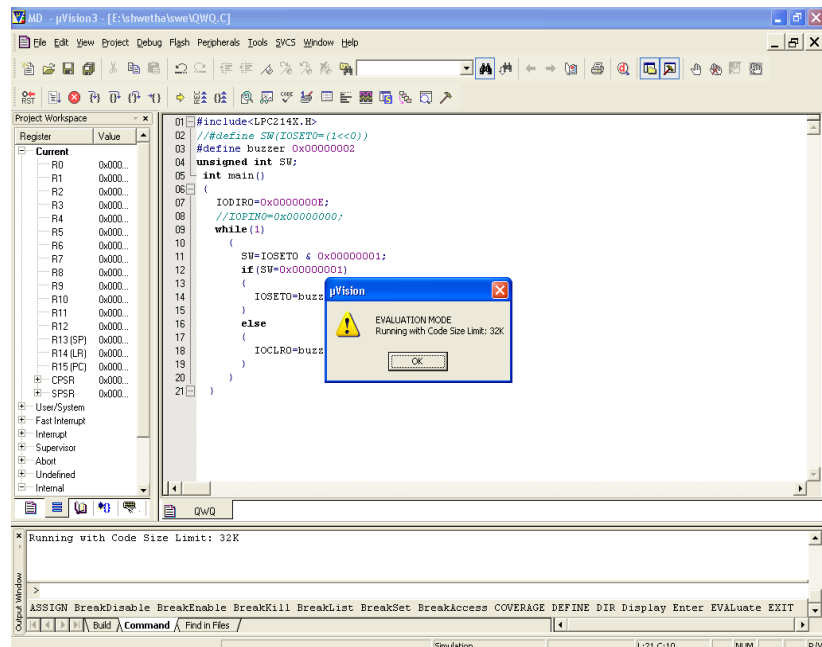 MD - µVision3 - [E:\shwetha\swe\QWQ.C]
File Edit View Project Debug Flash Peripherals Tools SVCS Window Help
RST
Project Workspace
Register Value
Current
R0 0x000...
R1 0x000...
R2 0x000...
R3 0x000...
R4 0x000...
R5 0x000...
R6 0x000...
R7 0x000...
R8 0x000...
R9 0x000...
R10 0x000...
R11 0x000...
R12 0x000...
R13 (SP) 0x000...
R14 (LR) 0x000...
R15 (PC) 0x000...
CPSR 0x000...
SPSR 0x000...
User/System
Fast Interrupt
Interrupt
Supervisor
Abort
Undefined
Internal
01 #include<LPC214X.H>
02 //#define SW(IOSET0=(1<<0))
03 #define buzzer 0x00000002
04 unsigned int SW;
05 int main()
06 {
07 IODIR0=0x0000000E;
08 //IOPIN0=0x00000000;
09 while(1)
10 {
11 SW=IOSET0 & 0x00000001;
12 if(SW=0x00000001)
13 {
14 IOSET0=buzz
15 }
16 else
17 {
18 IOCLR0=buzz
19 }
20 }
21 }
µVision
EVALUATION MODE
Running with Code Size Limit: 32K
OK
QWQ
Running with Code Size Limit: 32K
>
ASSIGN BreakDisable BreakEnable BreakKill BreakList BreakSet BreakAccess COVERAGE DEFINE DIR Display Enter EVALuate EXIT
Output Window
Build Command Find in Files
Simulation L:21 C:10 NUM R/W